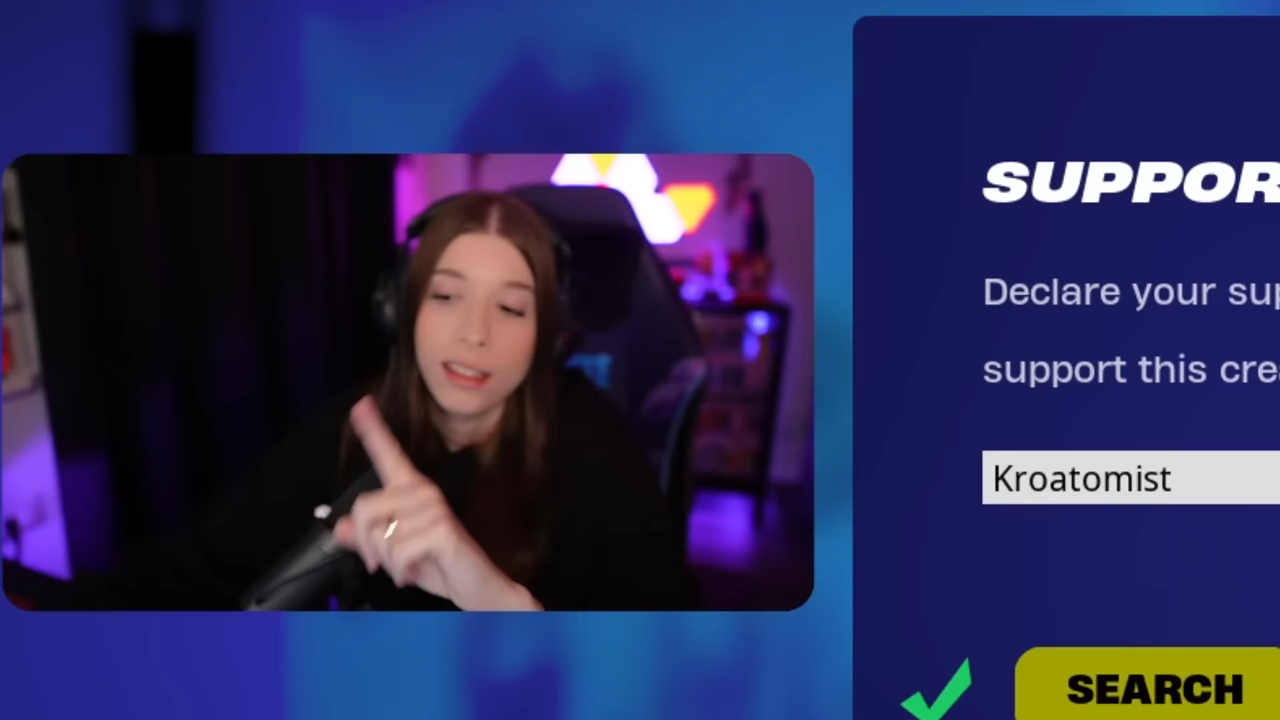 SUPPOR
Declare your sup
support this cre
Kroatomist
SEARCH